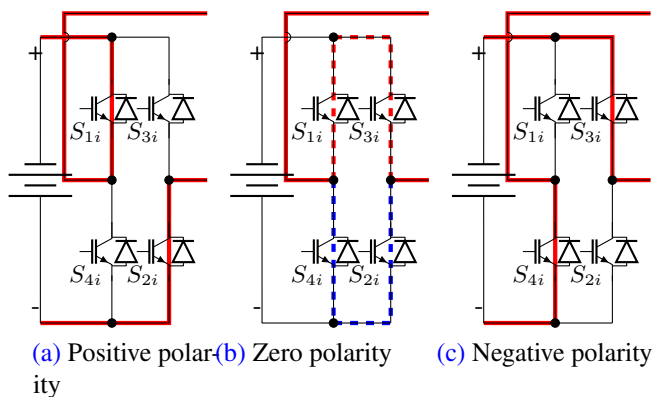 +
+
+
S1i
S3i
S1i
S3i
S1i
S3i
S4i
S2i
S4i
S2i
S4i
S2i
-
-
-
(a) Positive polar-
ity
(b) Zero polarity
(c) Negative polarity